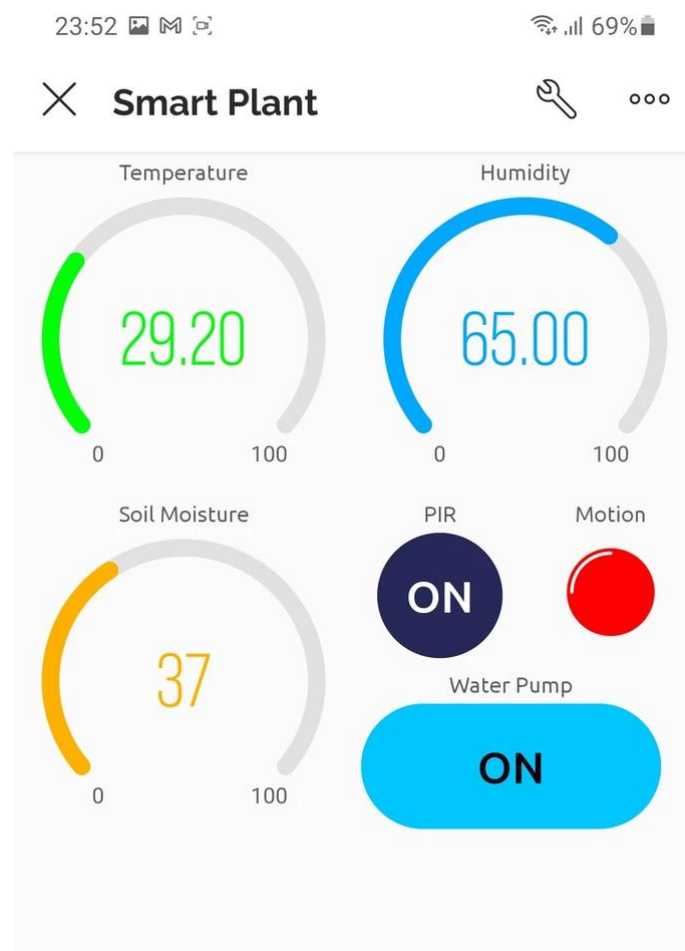 23:52 69%
Smart Plant
Temperature Humidity
29.20 65.00
0 100 0 100
Soil Moisture PIR Motion
ON
37
Water Pump
ON
0 100